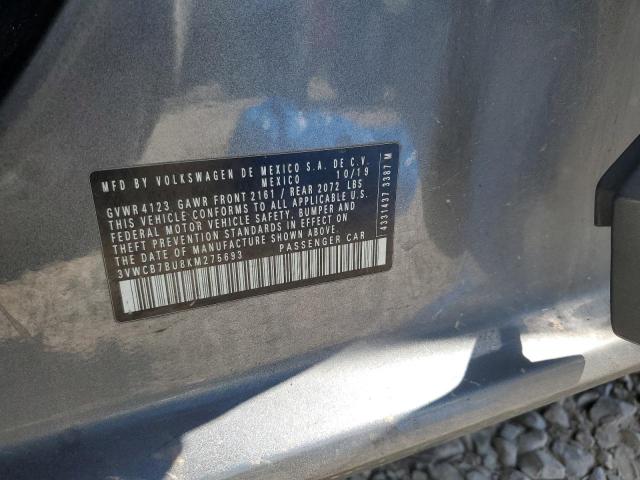 MFD BY VOLKSWAGEN DE MEXICO S.A. DE C.V.
MEXICO 10/19
GVWR4123 GAWR FRONT 2161 / REAR 2072 LBS
THIS VEHICLE CONFORMS TO ALL APPLICABLE U.S.
FEDERAL MOTOR VEHICLE SAFETY, BUMPER AND
THEFT PREVENTION STANDARDS IN EFFECT ON
THE DATE OF MANUFACTURE SHOWN ABOVE.
3VWCB7BU8KM275693 PASSENGER CAR
4331437 3387 M